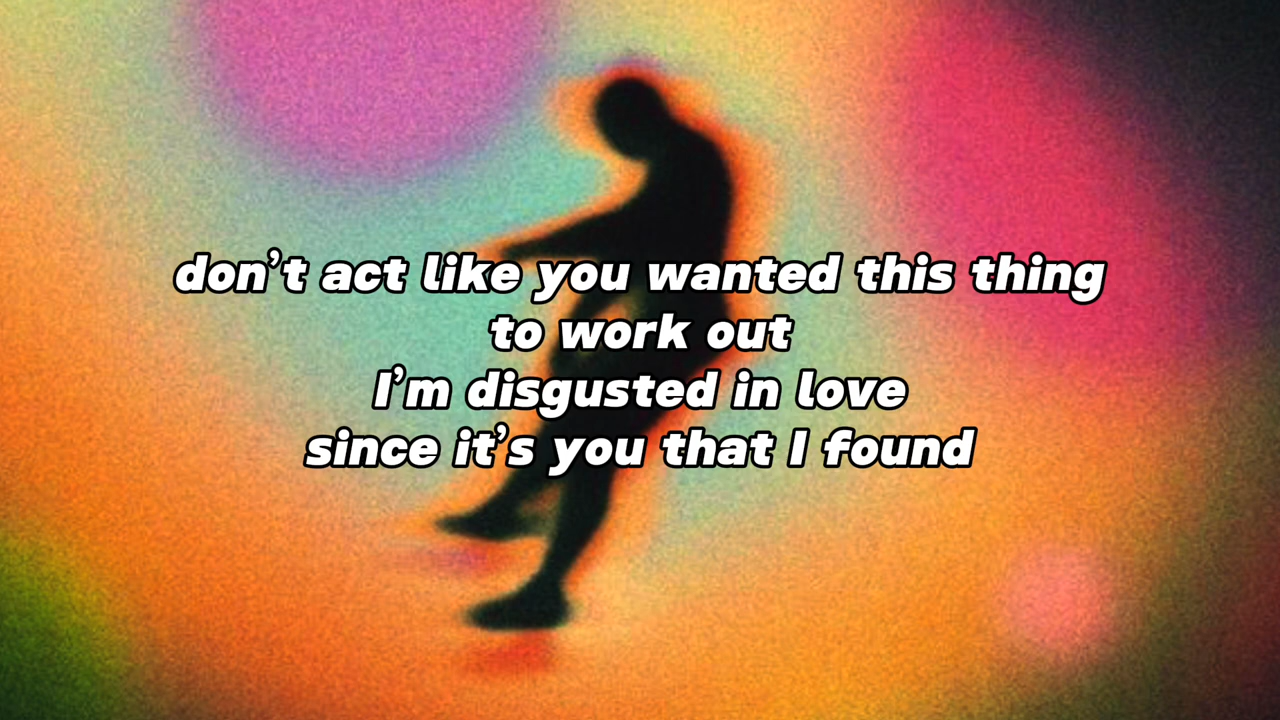 don't act like you wanted this thing
to work out
I'm disgusted in love
since it's you that I found